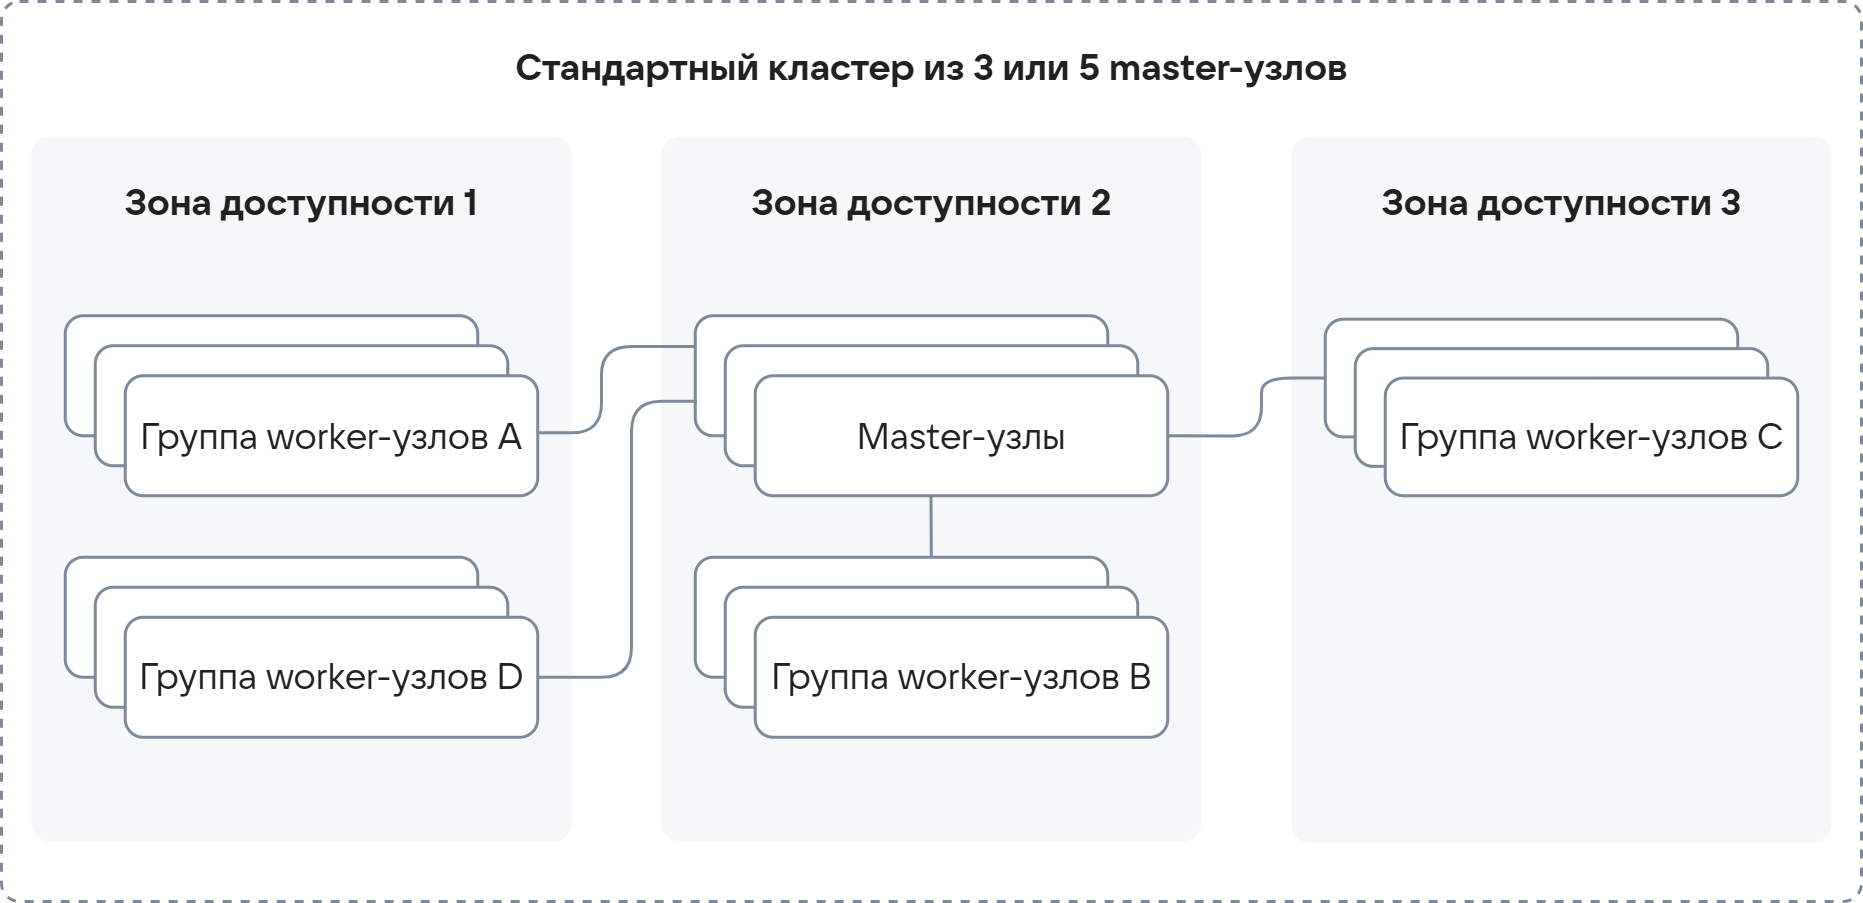 Стандартный кластер из 3 или 5 master-узлов
Зона доступности 1
Зона доступности 2
Зона доступности 3
Группа worker-узлов A
Master-узлы
Группа worker-узлов C
Группа worker-узлов D
Группа worker-узлов B